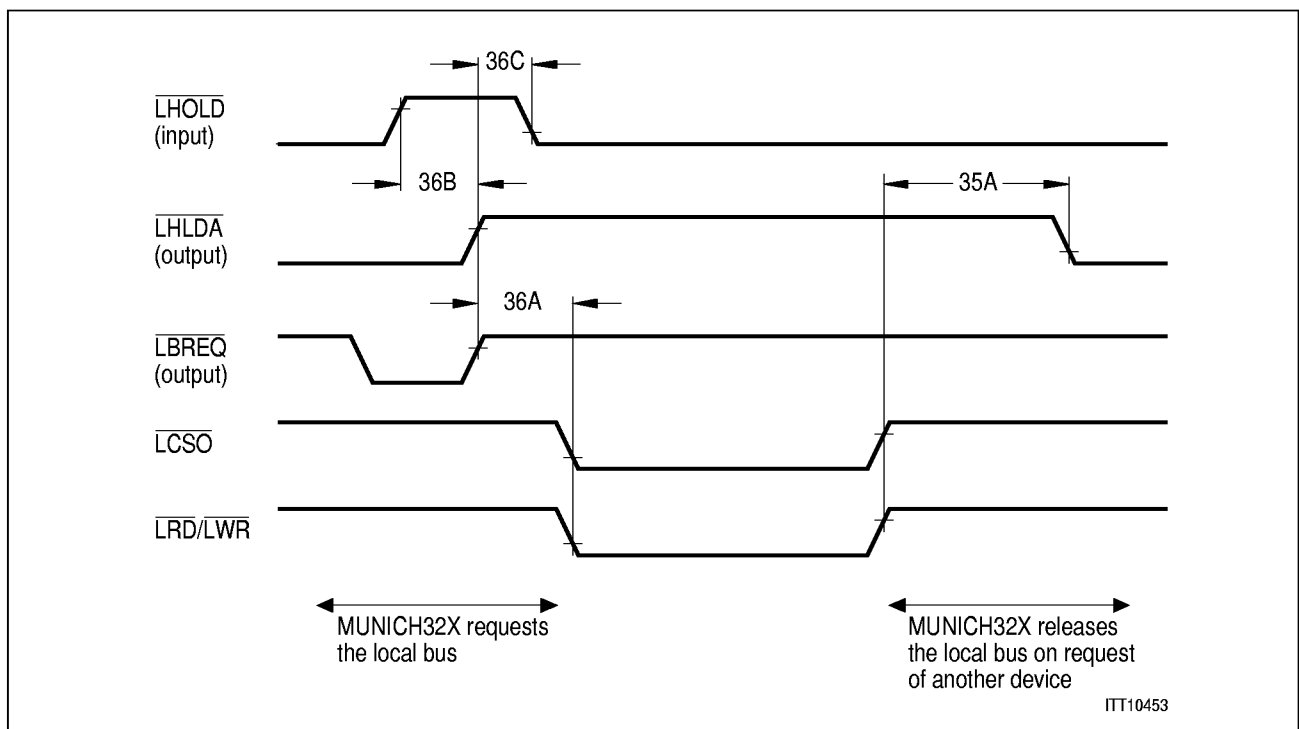 36C
LHOLD
(input)
36B
35A
LHLDA
(output)
36A
LBREQ
(output)
LCSO
LRD/LWR
MUNICH32X requests
the local bus
MUNICH32X releases
the local bus on request
of another device
ITT10453